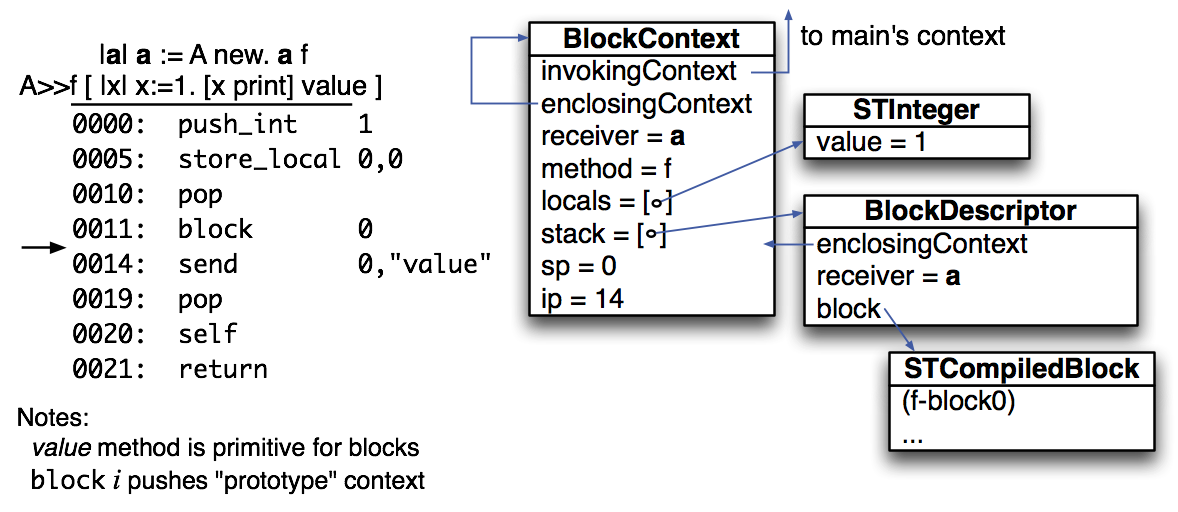 |a| a := A new. a f
A>>f [ |x| x:=1. [x print] value ]
0000: push_int 1
0005: store_local 0,0
0010: pop
0011: block 0
0014: send 0,"value"
0019: pop
0020: self
0021: return
Notes:
value method is primitive for blocks
block i pushes "prototype" context
BlockContext
invokingContext
enclosingContext
receiver = a
method = f
locals = [∘]
stack = [∘]
sp = 0
ip = 14
to main's context
STInteger
value = 1
BlockDescriptor
enclosingContext
receiver = a
block
STCompiledBlock
(f-block0)
...